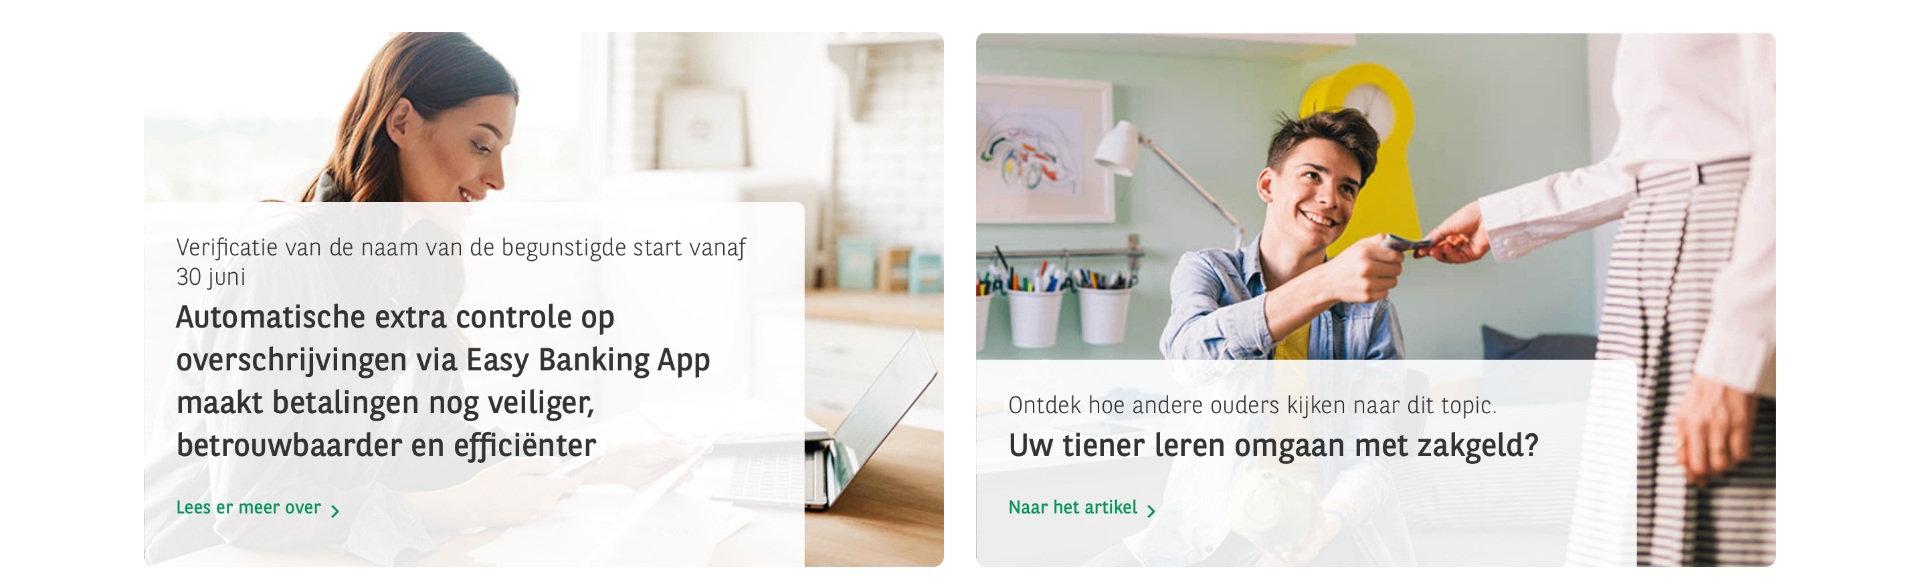 Verificatie van de naam van de begunstigde start vanaf
30 juni
Automatische extra controle op
overschrijvingen via Easy Banking App
maakt betalingen nog veiliger,
betrouwbaarder en efficiënter
Lees er meer over
Ontdek hoe andere ouders kijken naar dit topic.
Uw tiener leren omgaan met zakgeld?
Naar het artikel